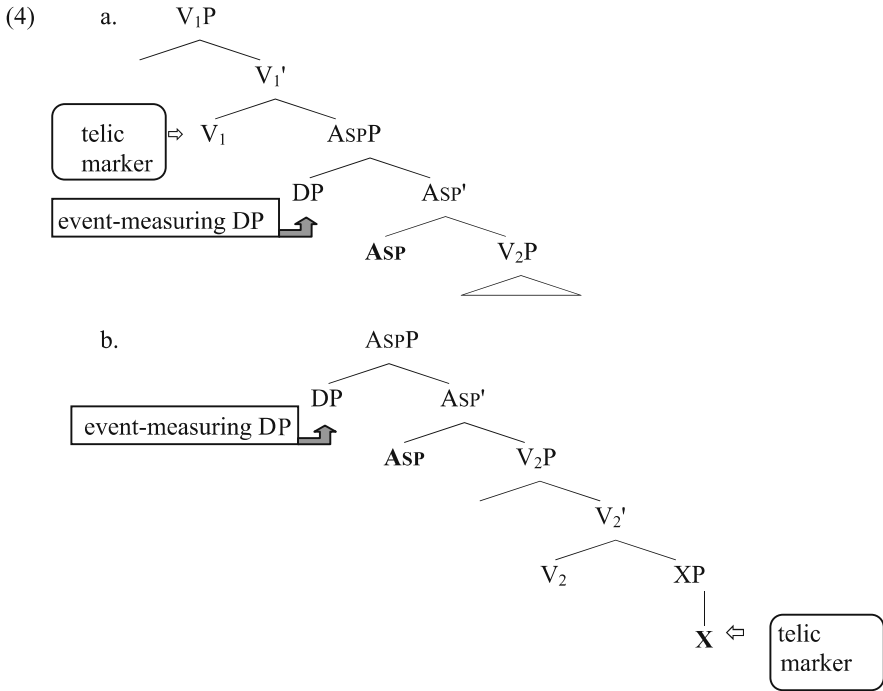 (4) a. V₁P
V₁'
telic
marker
V₁ AspP
DP Asp'
event-measuring DP
Asp V₂P
b. AspP
DP Asp'
event-measuring DP
Asp V₂P
V₂'
V₂ XP
X
telic
marker